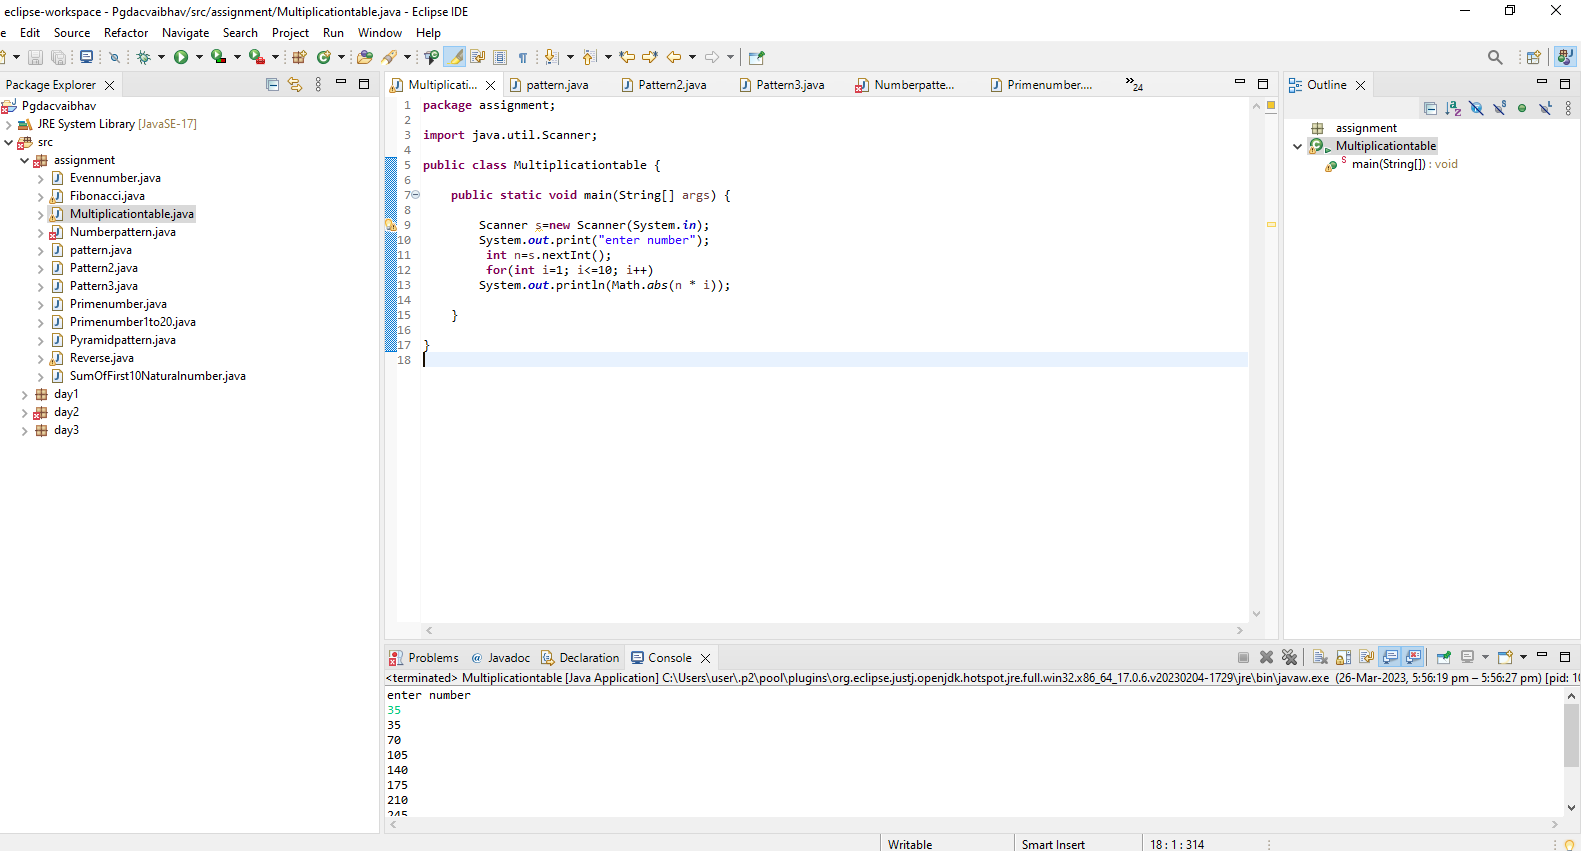 eclipse-workspace - Pgdacvaibhav/src/assignment/Multiplicationtable.java - Eclipse IDE
e Edit Source Refactor Navigate Search Project Run Window Help
Package Explorer
Pgdacvaibhav
JRE System Library [JavaSE-17]
src
assignment
Evennumber.java
Fibonacci.java
Multiplicationtable.java
Numberpattern.java
pattern.java
Pattern2.java
Pattern3.java
Primenumber.java
Primenumber1to20.java
Pyramidpattern.java
Reverse.java
SumOfFirst10Naturalnumber.java
day1
day2
day3
Multiplicati... pattern.java Pattern2.java Pattern3.java Numberpatte... Primenumber.... »24
1 package assignment;
2
3 import java.util.Scanner;
4
5 public class Multiplicationtable {
6
7 public static void main(String[] args) {
8
9 Scanner s=new Scanner(System.in);
10 System.out.print("enter number");
11 int n=s.nextInt();
12 for(int i=1; i<=10; i++)
13 System.out.println(Math.abs(n * i));
14
15 }
16
17 }
18
Outline
assignment
Multiplicationtable
main(String[]) : void
Problems Javadoc Declaration Console
<terminated> Multiplicationtable [Java Application] C:\Users\user\.p2\pool\plugins\org.eclipse.justj.openjdk.hotspot.jre.full.win32.x86_64_17.0.6.v20230204-1729\jre\bin\javaw.exe (26-Mar-2023, 5:56:19 pm – 5:56:27 pm) [pid: 10
enter number
35
35
70
105
140
175
210
245
Writable Smart Insert 18 : 1 : 314